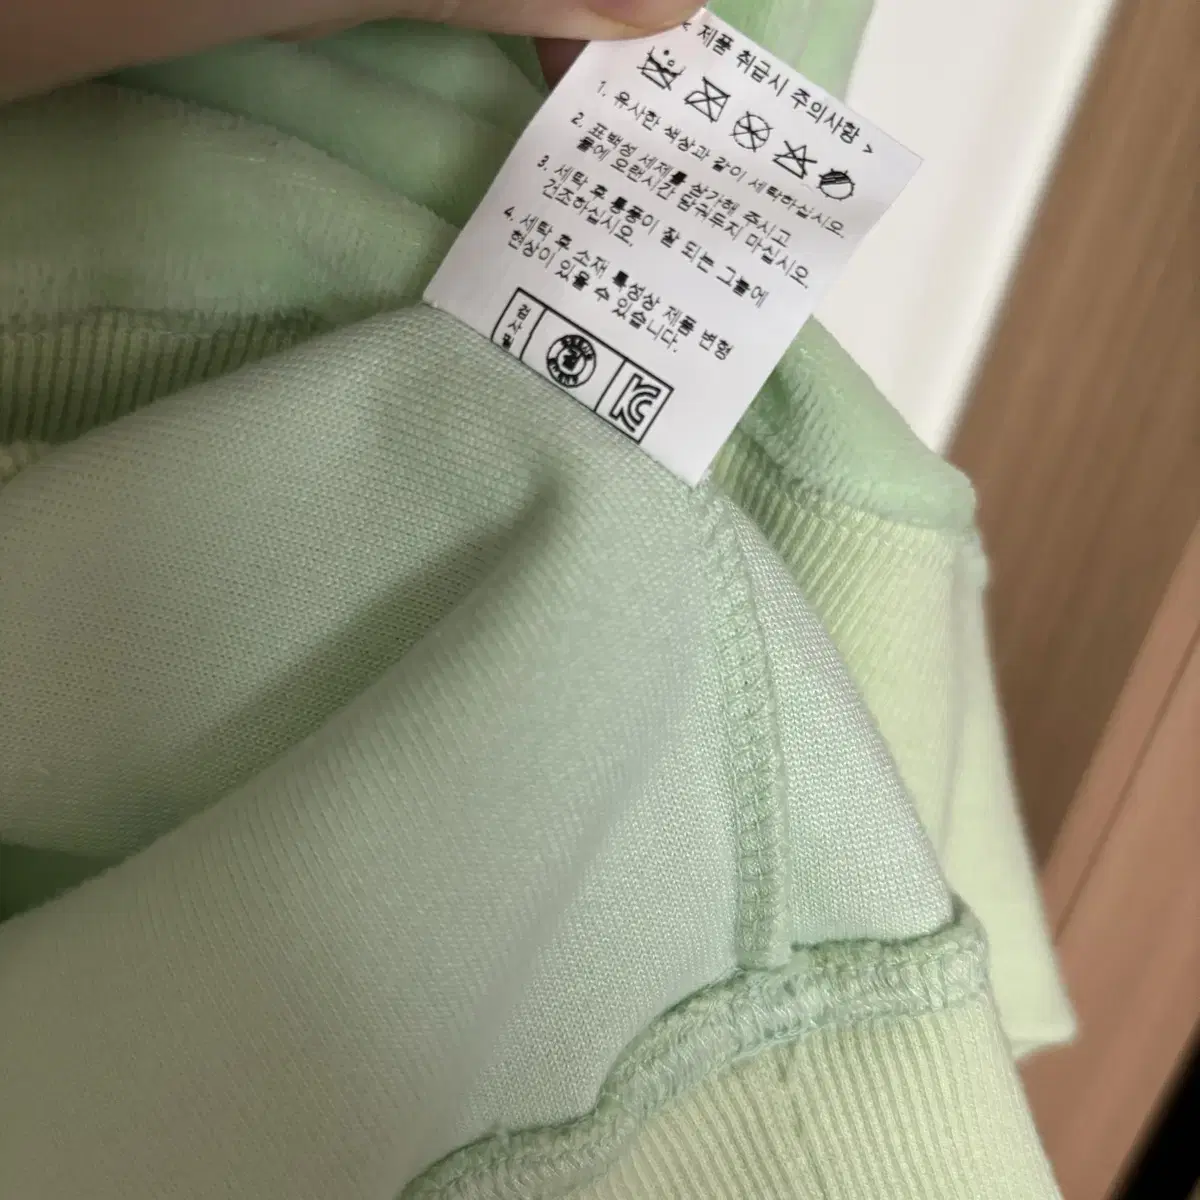 < 제품 취급시 주의사항 >
1. 유사한 색상과 같이 세탁하십시오.
2. 표백성 세제를 삼가해 주시고
물에 오랜시간 담궈두지 마십시오.
3. 세탁 후 통풍이 잘 되는 그늘에
건조하십시오.
4. 세탁 후 소재 특성상 제품 변형
현상이 있을 수 있습니다.
검사필
KC